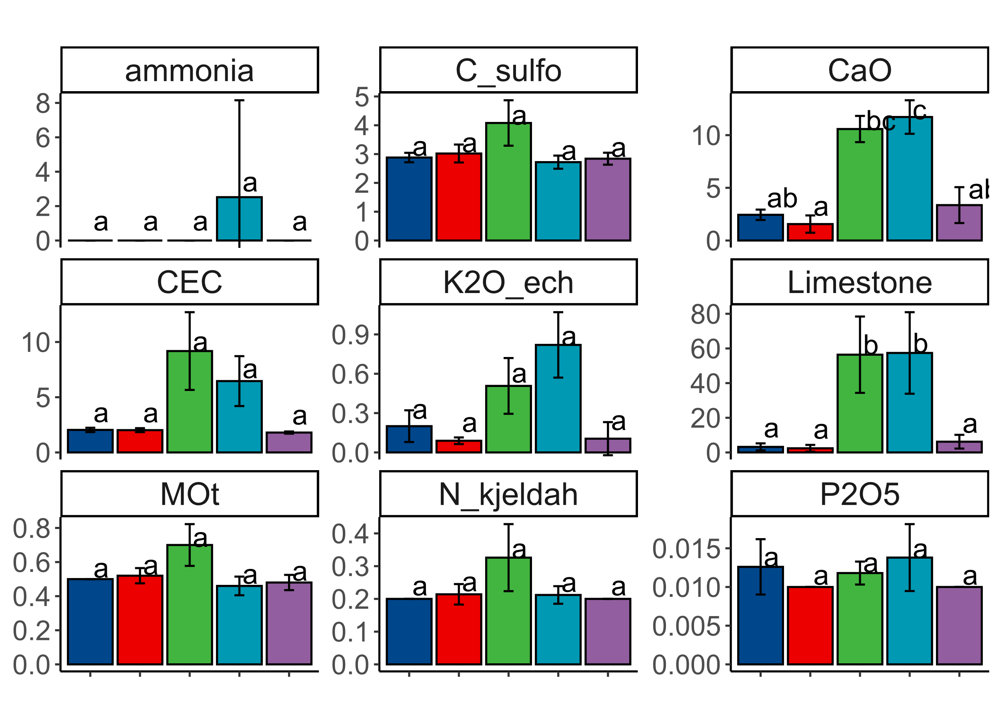 ammonia
C_sulfo
CaO
8
6
4
2
0
a
a
a
a
a
5
4
3
2
1
0
a
a
a
a
a
10
5
0
ab
a
bc
c
CEC
K2O_ech
Limestone
10
5
0
a
a
a
a
a
0.9
0.6
0.3
0.0
a
a
a
a
a
80
60
40
20
0
a
a
b
b
a
MOt
N_kjeldah
P2O5
0.8
0.6
0.4
0.2
0.0
a
a
a
a
a
0.4
0.3
0.2
0.1
0.0
a
a
a
a
a
0.015
0.010
0.005
0.000
a
a
a
a
a